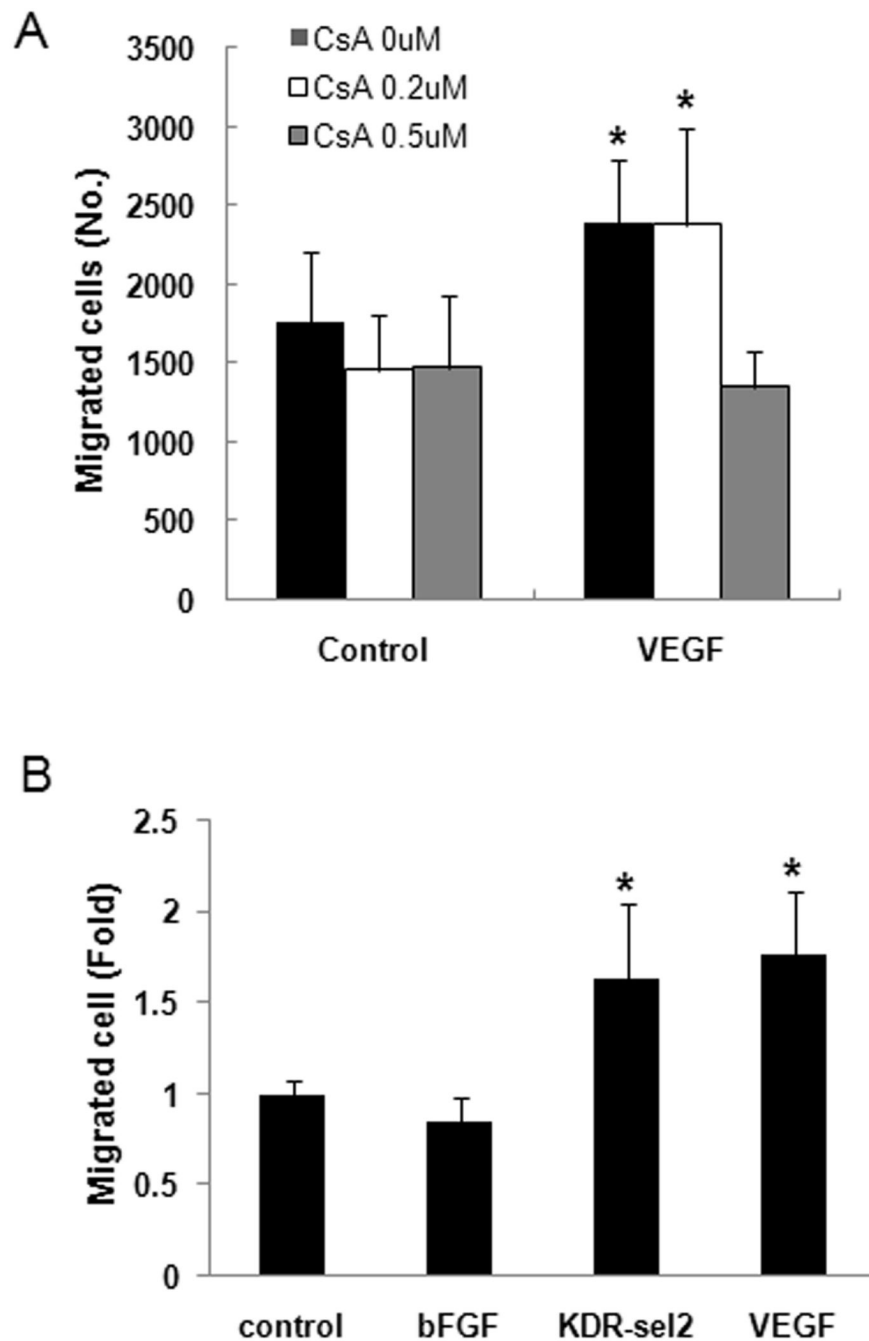 A
3500
3000
2500
2000
1500
1000
500
0
Migrated cells (No.)
CsA 0uM
CsA 0.2uM
CsA 0.5uM
*
*
Control VEGF
B
2.5
2
1.5
1
0.5
0
Migrated cell (Fold)
*
*
control bFGF KDR-sel2 VEGF